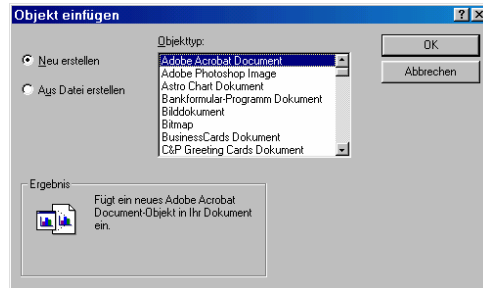 Objekt einfügen
Objekttyp:
Neu erstellen
Aus Datei erstellen
Adobe Acrobat Document
Adobe Photoshop Image
Astro Chart Dokument
Bankformular-Programm Dokument
Bilddokument
Bitmap
BusinessCards Dokument
C&P Greeting Cards Dokument
OK
Abbrechen
Ergebnis
Fügt ein neues Adobe Acrobat
Document-Objekt in Ihr Dokument
ein.